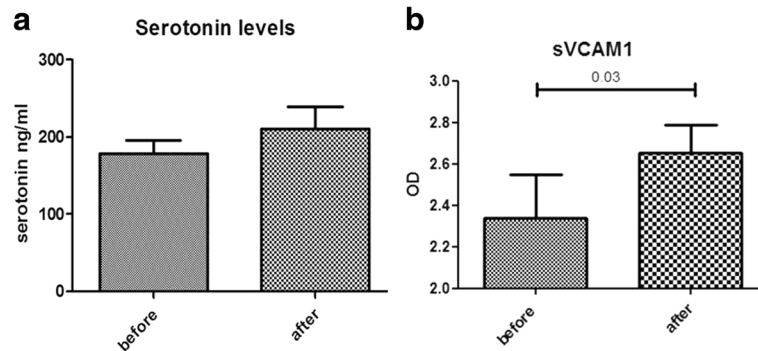 a
Serotonin levels
serotonin ng/ml
300
200
100
0
before
after
b
sVCAM1
0.03
OD
3.0
2.8
2.6
2.4
2.2
2.0
before
after